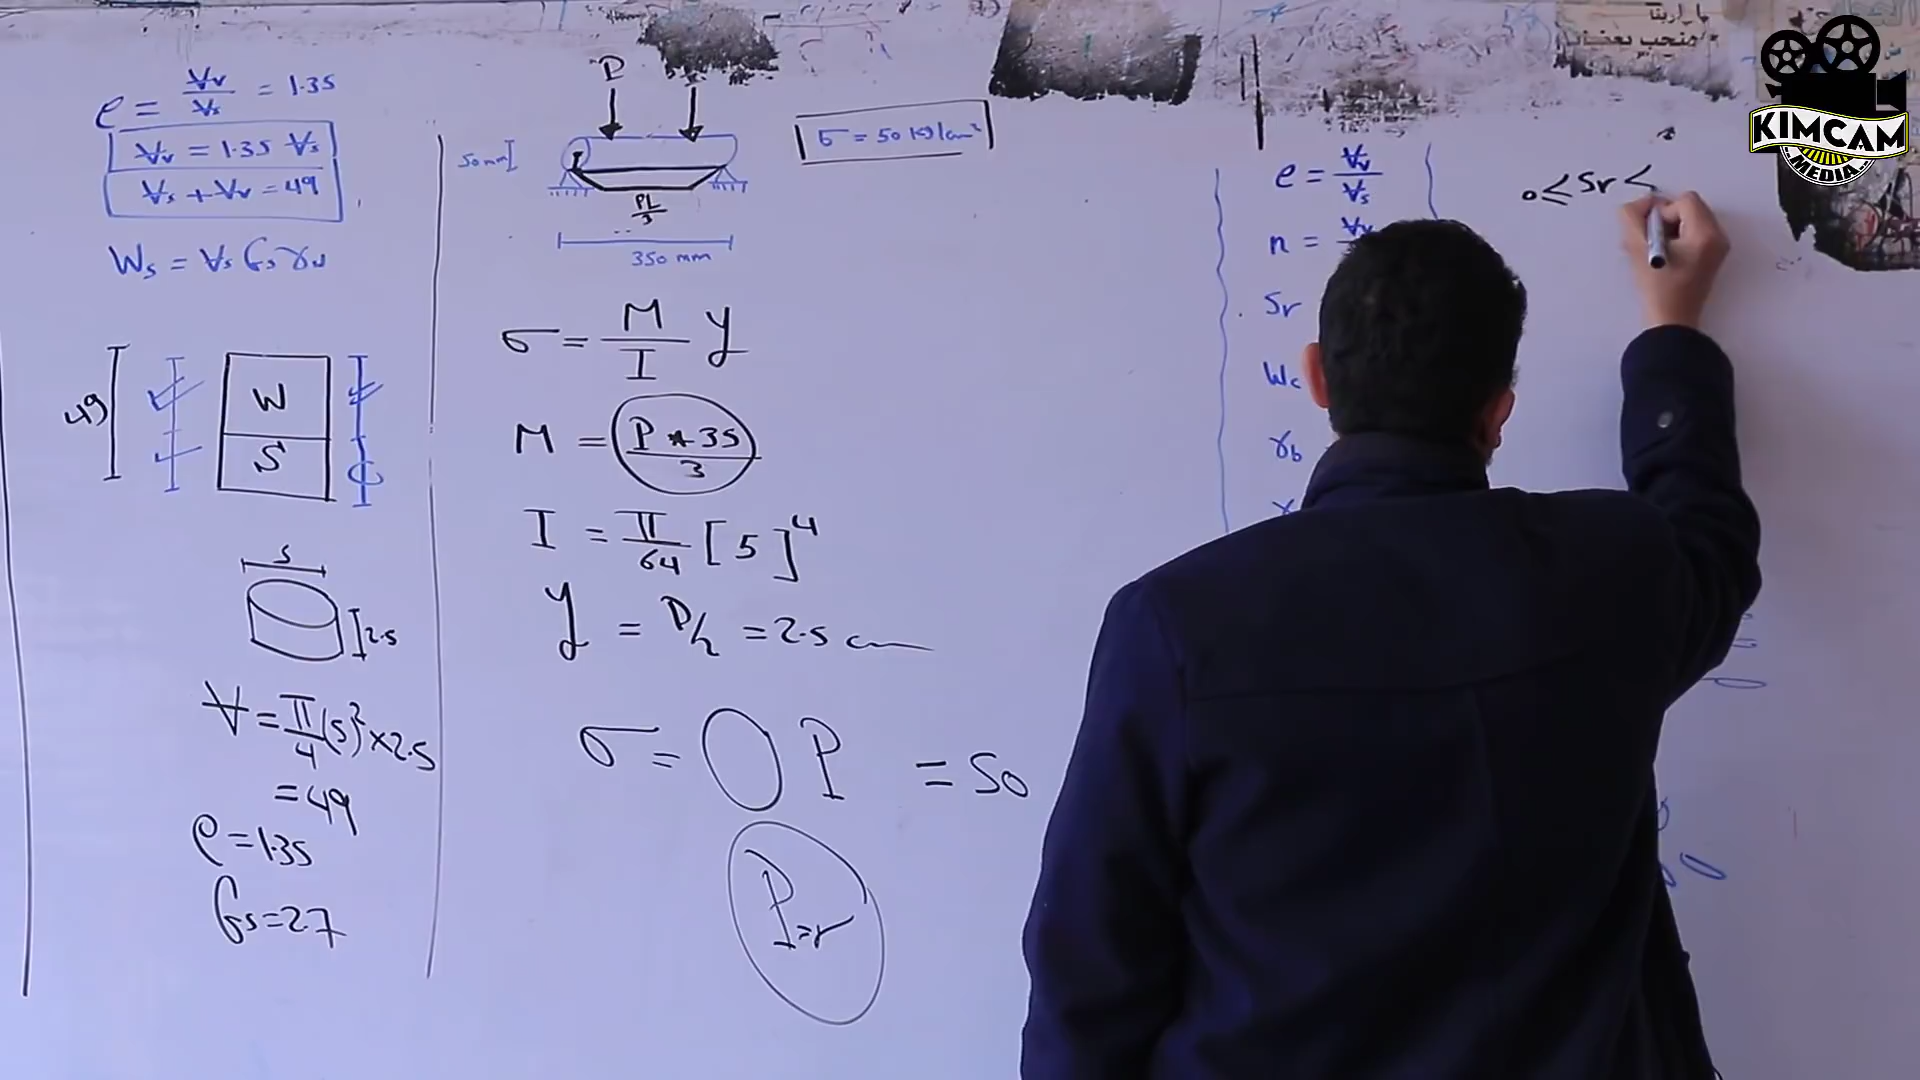 e = Vv/Vs = 1.35
Vv = 1.35 Vs
Vs + Vv = 49
Ws = Vs Gs γw
49
W
S
5
2.5
V = π/4 (5)² × 2.5
= 49
e = 1.35
Gs = 2.7
P
50 mm
PL/3
350 mm
σ = 50 kg/cm²
σ = M/I y
M = P * 35/3
I = π/64 [5]⁴
y = D/2 = 2.5 cm
σ = O P = 50
P = ✓
e = Vv/Vs
n = Vv
Sr
Wc
γb
0 ≤ Sr ≤
منحب بعضنا
KIMCAM
MEDIA